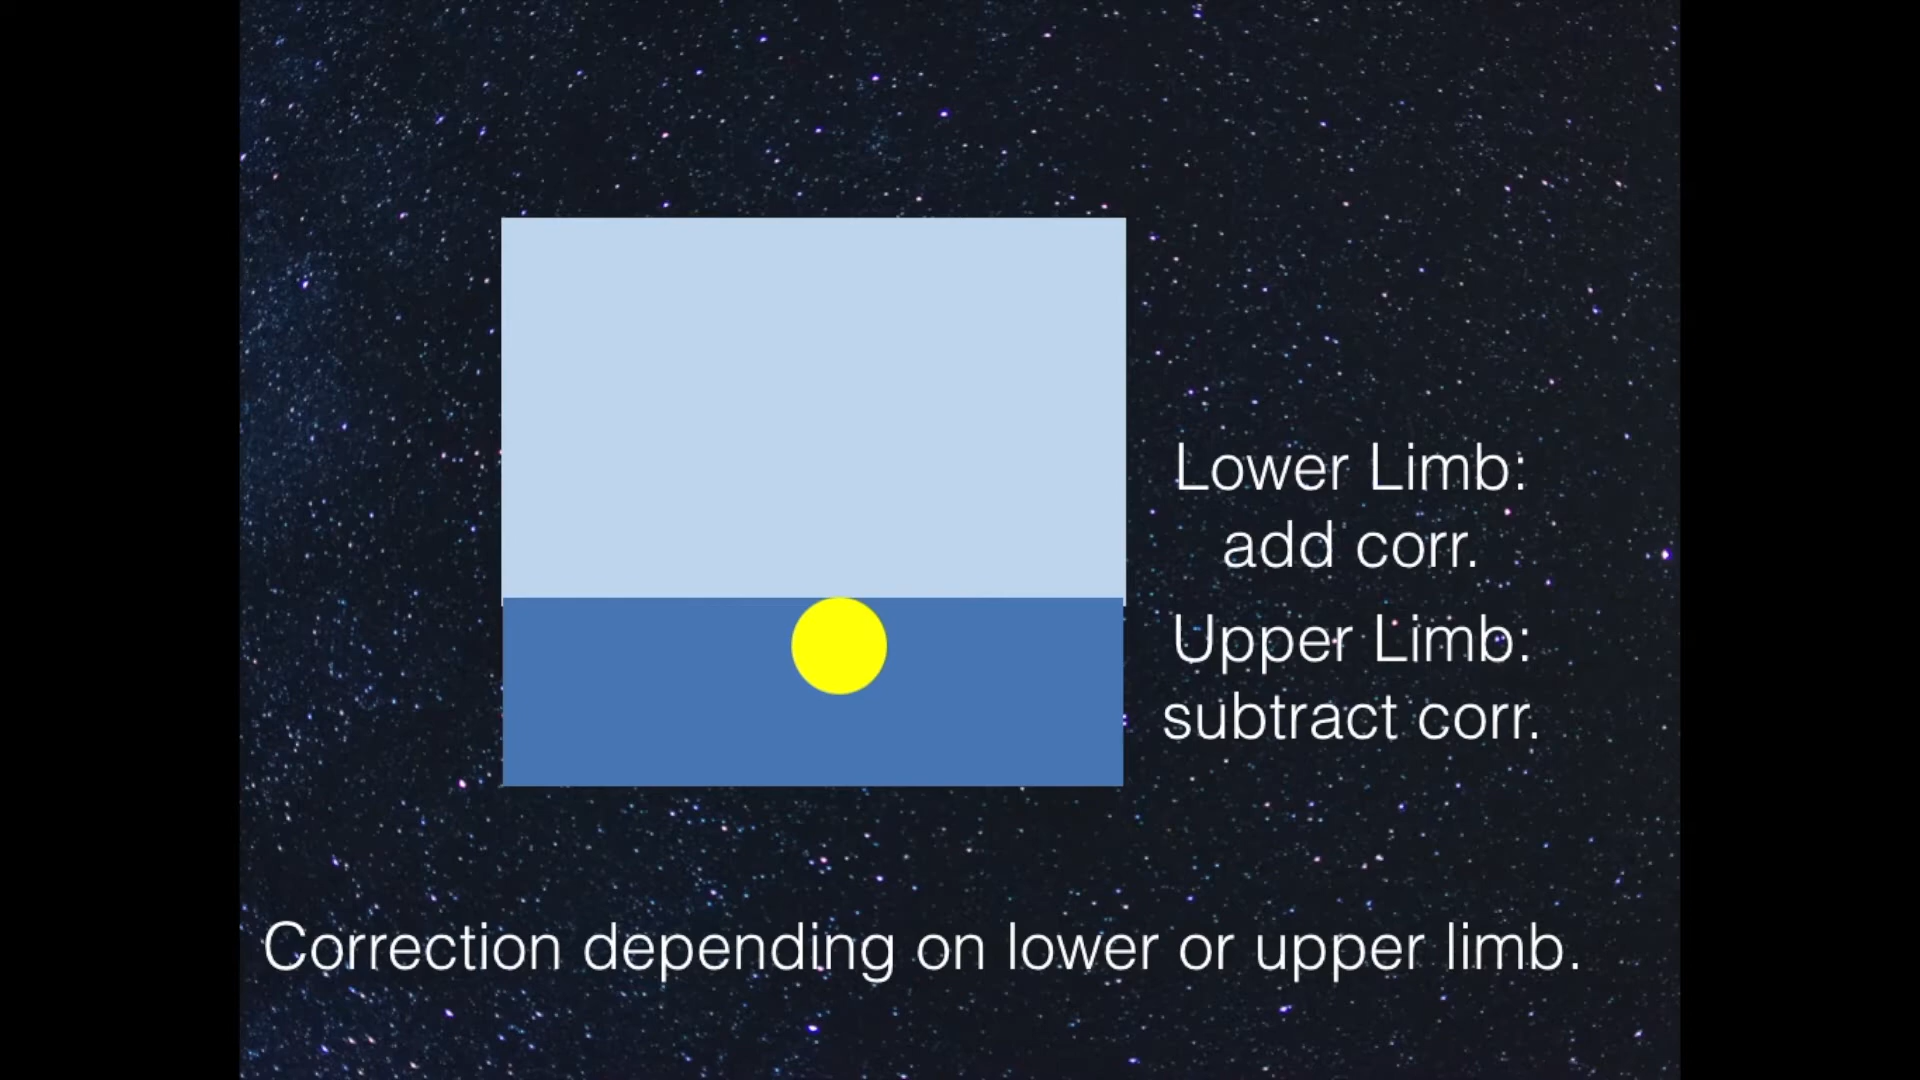 Lower Limb:
add corr.
Upper Limb:
subtract corr.
Correction depending on lower or upper limb.